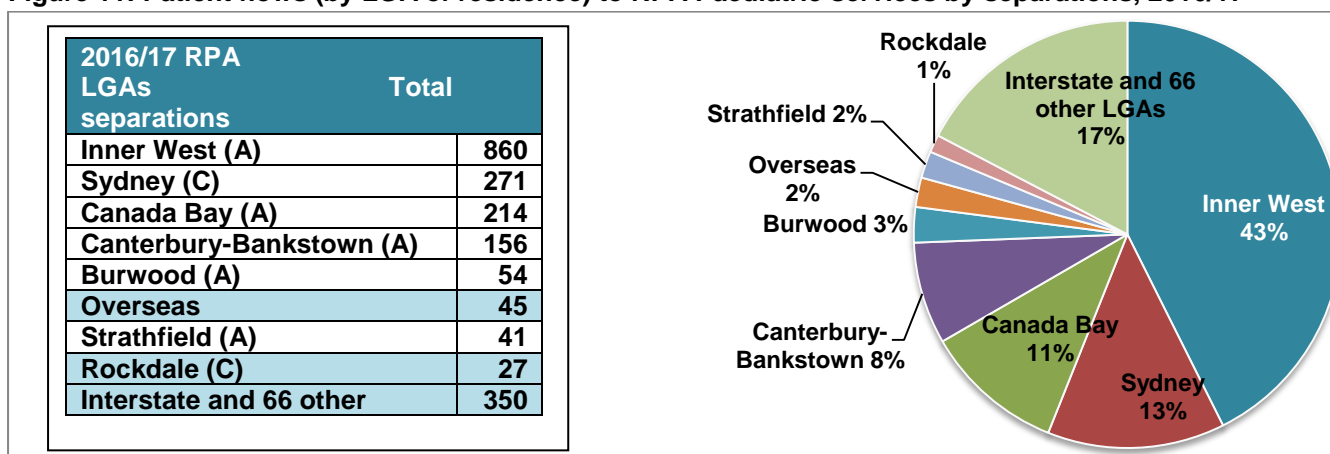 2016/17 RPA
LGAs Total
separations
Inner West (A) 860
Sydney (C) 271
Canada Bay (A) 214
Canterbury-Bankstown (A) 156
Burwood (A) 54
Overseas 45
Strathfield (A) 41
Rockdale (C) 27
Interstate and 66 other 350
Rockdale
1%
Interstate and 66
other LGAs
17%
Strathfield 2%
Overseas
2%
Burwood 3%
Inner West
43%
Canterbury-
Bankstown 8%
Canada Bay
11%
Sydney
13%